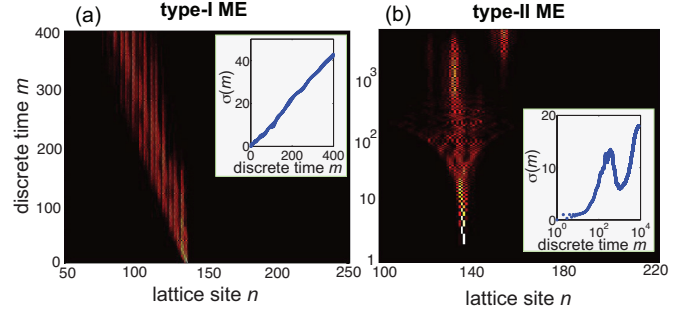 (a) type-I ME
400
300
200
100
0
discrete time m
50 100 150 200 250
lattice site n
σ(m)
40
20
0
0 200 400
discrete time m
(b) type-II ME
10³
10²
10
1
100 140 180 220
lattice site n
σ(m)
20
10
0
10⁰ 10² 10⁴
discrete time m